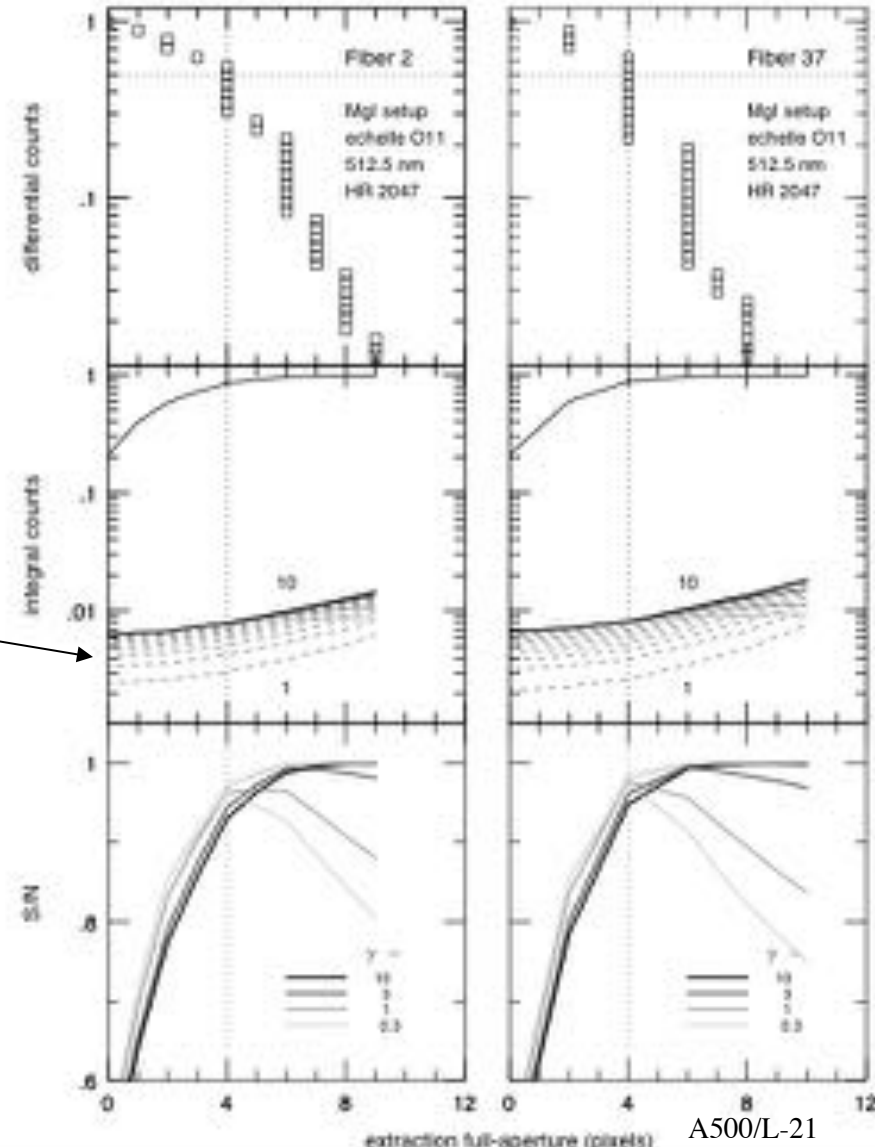 differential counts
1
.1
Fiber 2
MgI setup
echelle O11
512.5 nm
HR 2047
Fiber 37
MgI setup
echelle O11
512.5 nm
HR 2047
integral counts
1
.1
.01
10
1
10
1
S/N
1
.8
.6
10
3
1
0.3
10
3
1
0.3
0 4 8 12
0 4 8 12
extraction full-aperture (pixels)
A500/L-21